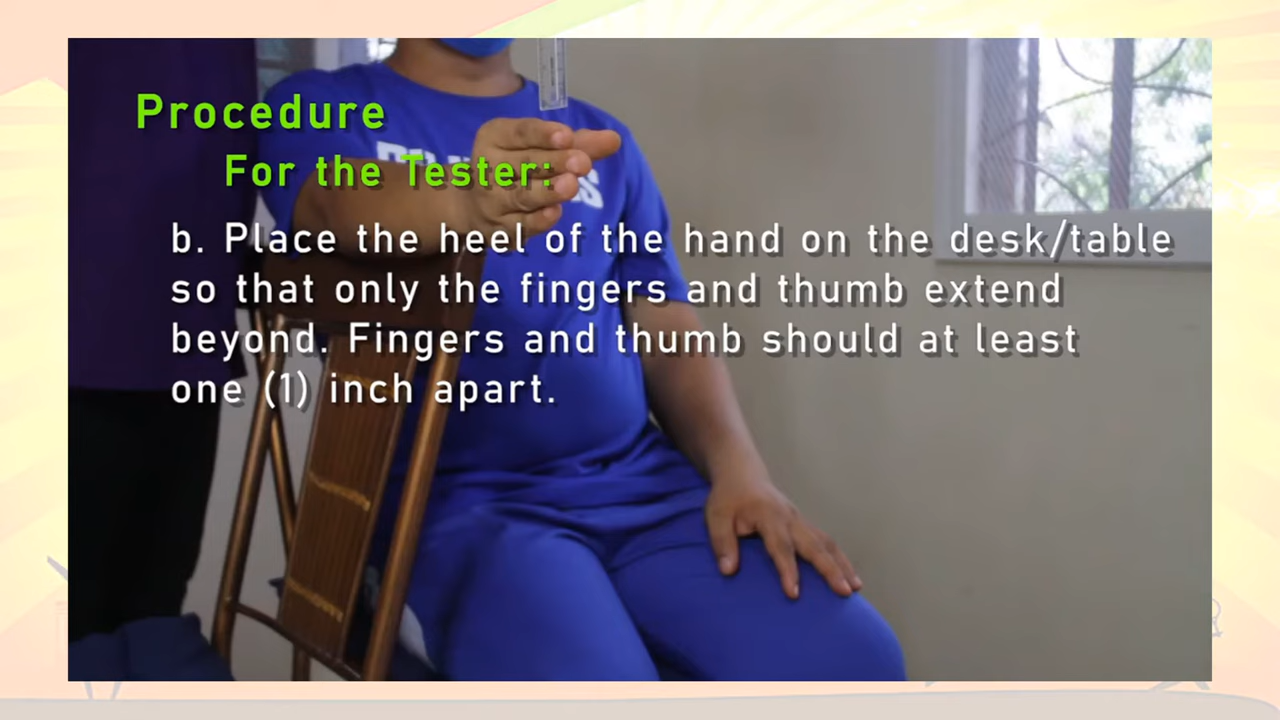 Procedure
For the Tester:
b. Place the heel of the hand on the desk/table
so that only the fingers and thumb extend
beyond. Fingers and thumb should at least
one (1) inch apart.